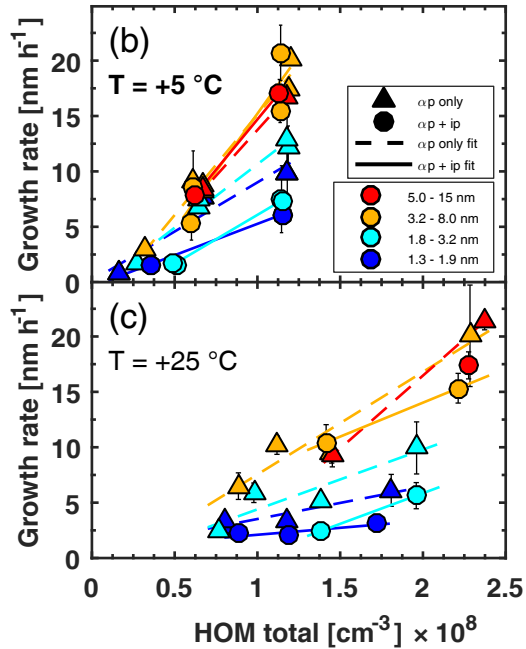 (b)
T = +5 °C
Growth rate [nm h⁻¹]
20
15
10
5
0
αp only
αp + ip
αp only fit
αp + ip fit
5.0 - 15 nm
3.2 - 8.0 nm
1.8 - 3.2 nm
1.3 - 1.9 nm
(c)
T = +25 °C
Growth rate [nm h⁻¹]
20
15
10
5
0
0 0.5 1 1.5 2 2.5
HOM total [cm⁻³] × 10⁸